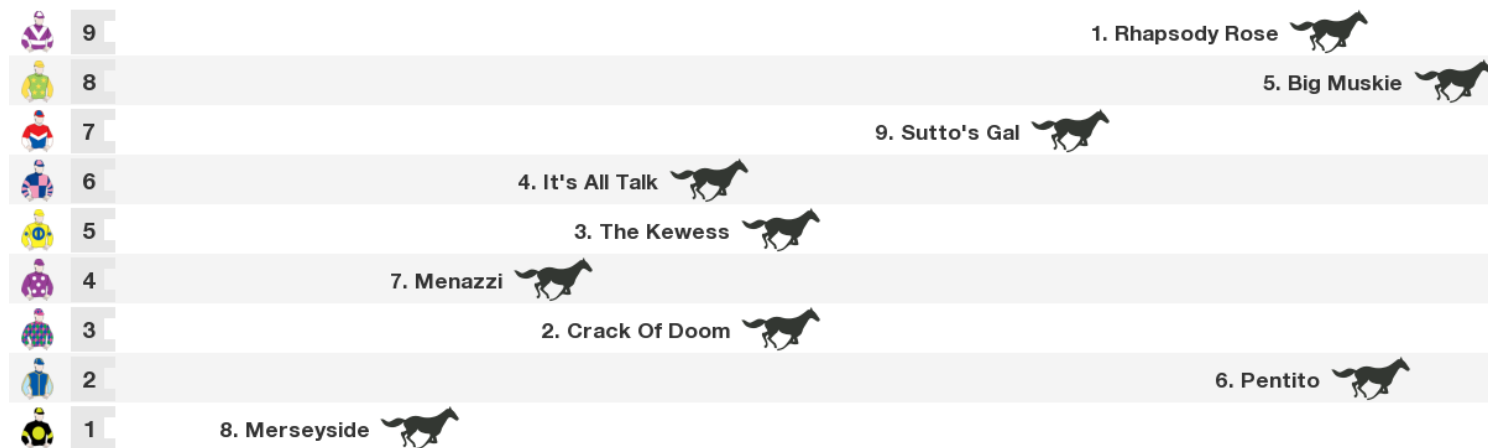 9 1. Rhapsody Rose
8 5. Big Muskie
7 9. Sutto's Gal
6 4. It's All Talk
5 3. The Kewess
4 7. Menazzi
3 2. Crack Of Doom
2 6. Pentito
1 8. Merseyside